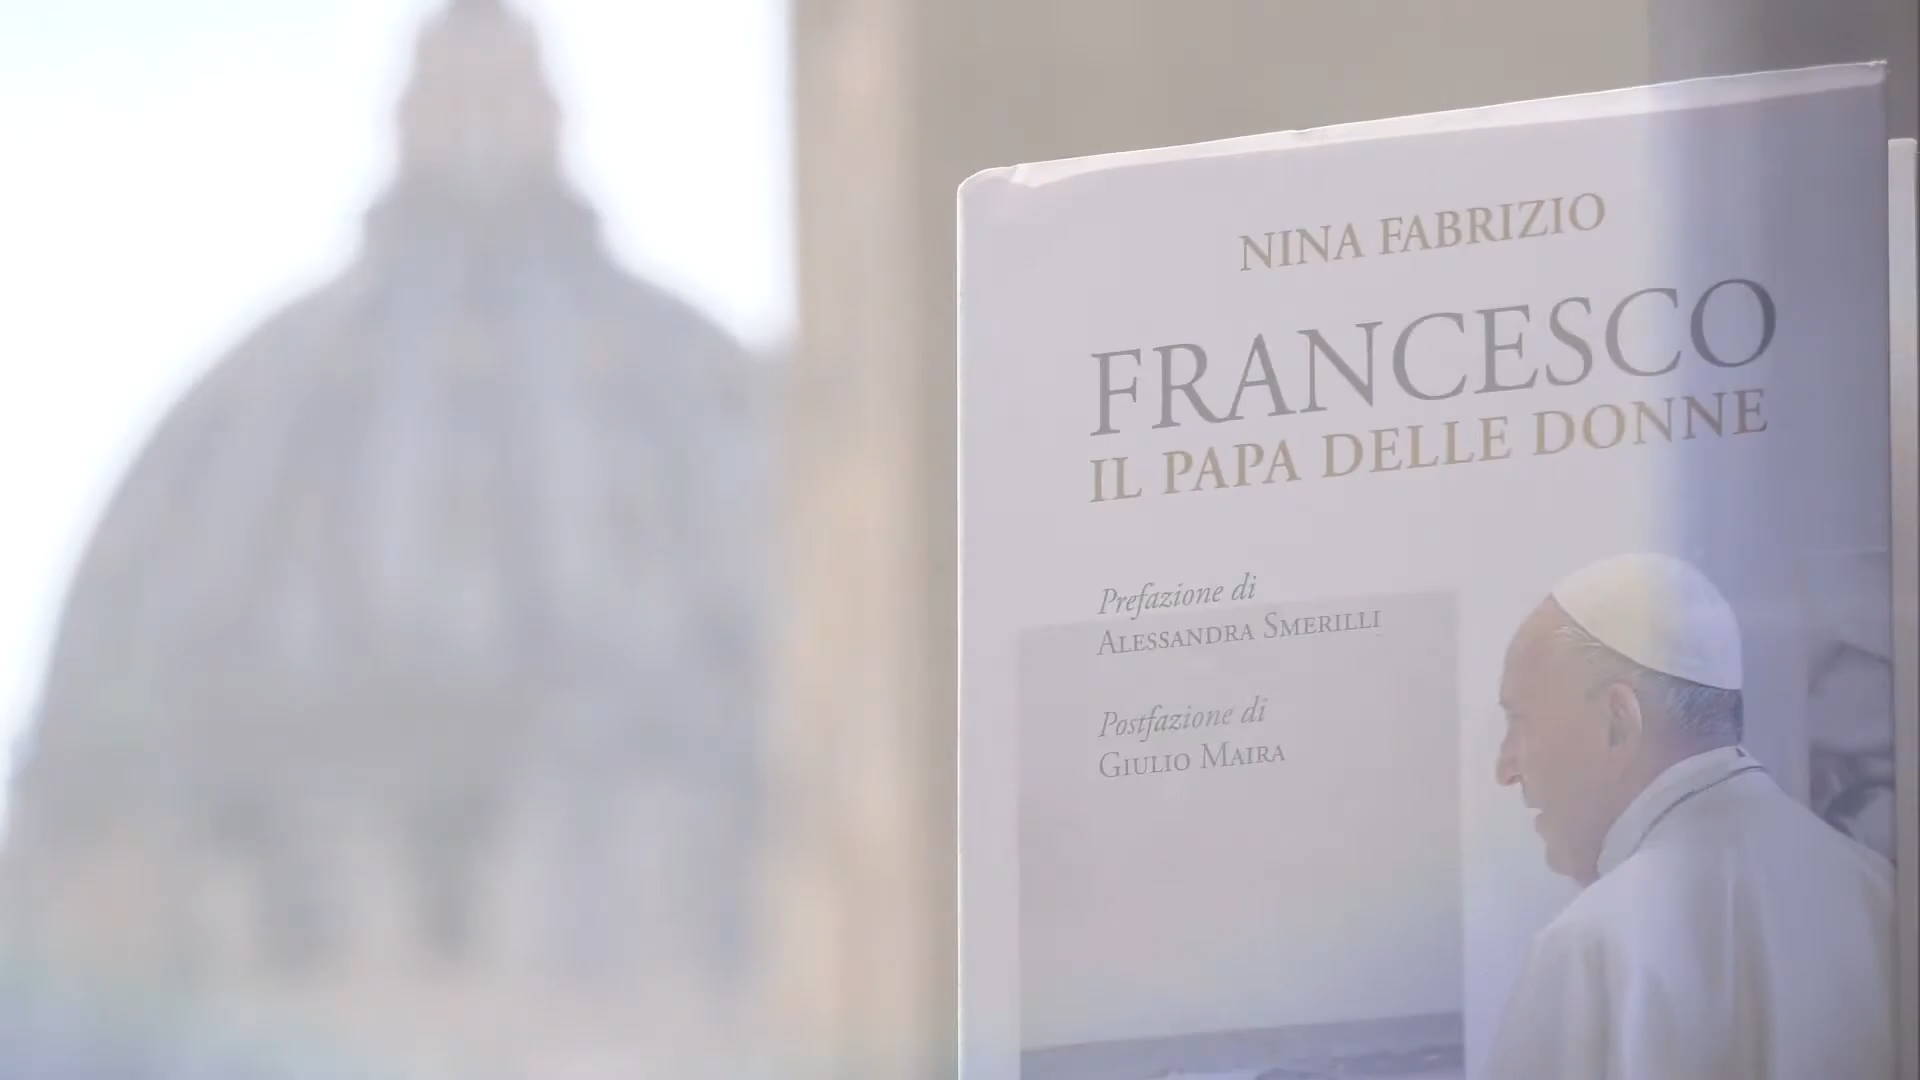 NINA FABRIZIO
FRANCESCO
IL PAPA DELLE DONNE
Prefazione di
ALESSANDRA SMERILLI
Postfazione di
GIULIO MAIRA